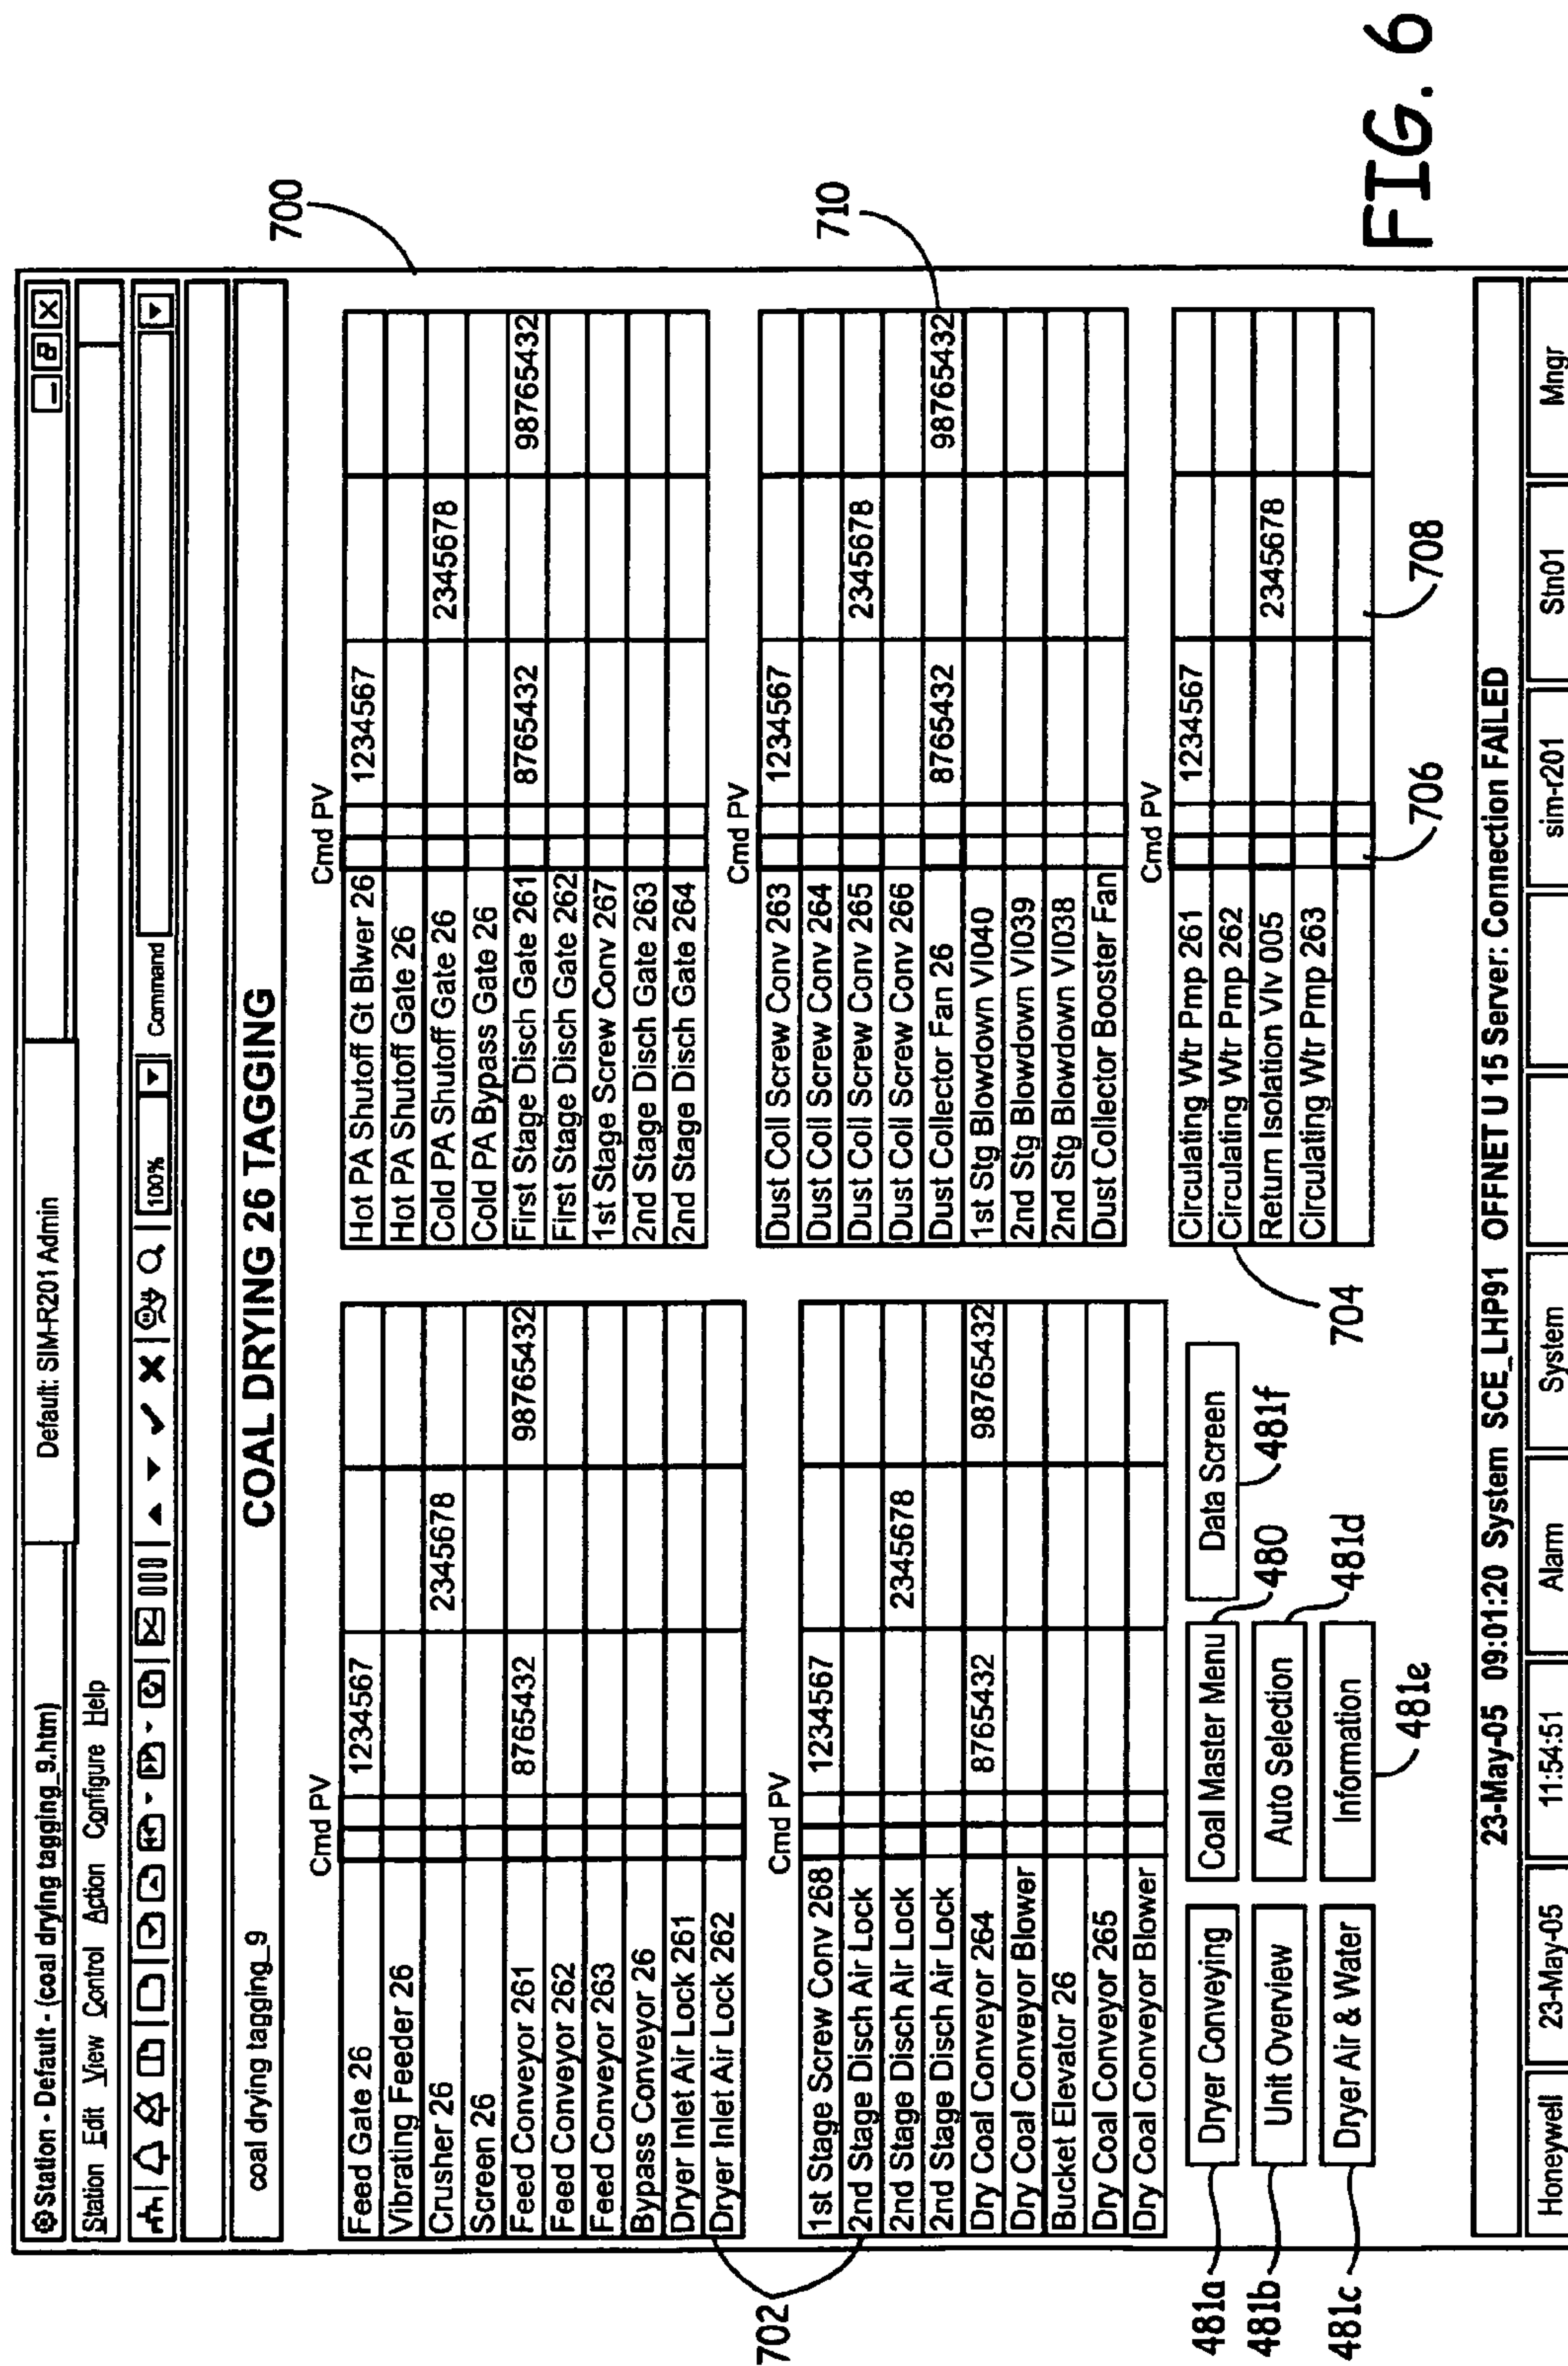 Station - Default - (coal drying tagging_9.htm)
Default: SIM-R201 Admin
Station Edit View Control Action Configure Help
100%
Command
coal drying tagging_9
COAL DRYING 26 TAGGING
700
Cmd PV
Feed Gate 26 1234567
Vibrating Feeder 26
Crusher 26 2345678
Screen 26
Feed Conveyor 261 8765432 98765432
Feed Conveyor 262
Feed Conveyor 263
Bypass Conveyor 26
Dryer Inlet Air Lock 261
Dryer Inlet Air Lock 262
702
Cmd PV
1st Stage Screw Conv 268 1234567
2nd Stage Disch Air Lock
2nd Stage Disch Air Lock 2345678
2nd Stage Disch Air Lock
Dry Coal Conveyor 264 8765432 98765432
Dry Coal Conveyor Blower
Bucket Elevator 26
Dry Coal Conveyor 265
Dry Coal Conveyor Blower
Cmd PV
Hot PA Shutoff Gt Blwer 26 1234567
Hot PA Shutoff Gate 26
Cold PA Shutoff Gate 26 2345678
Cold PA Bypass Gate 26
First Stage Disch Gate 261 8765432 98765432
First Stage Disch Gate 262
1st Stage Screw Conv 267
2nd Stage Disch Gate 263
2nd Stage Disch Gate 264
710
Cmd PV
Dust Coll Screw Conv 263 1234567
Dust Coll Screw Conv 264
Dust Coll Screw Conv 265 2345678
Dust Coll Screw Conv 266
Dust Collector Fan 26 8765432 98765432
1st Stg Blowdown Vl040
2nd Stg Blowdown Vl039
2nd Stg Blowdown Vl038
Dust Collector Booster Fan
Cmd PV
Circulating Wtr Pmp 261 1234567
Circulating Wtr Pmp 262
Return Isolation Vlv 005 2345678
Circulating Wtr Pmp 263
704
706
708
481a Dryer Conveying
Coal Master Menu 480
Data Screen 481f
481b Unit Overview
Auto Selection 481d
481c Dryer Air & Water
Information 481e
23-May-05 09:01:20 System SCE_LHP91 OFFNET U 15 Server: Connection FAILED
Honeywell 23-May-05 11:54:51 Alarm System sim-r201 Stn01 Mngr
FIG. 6